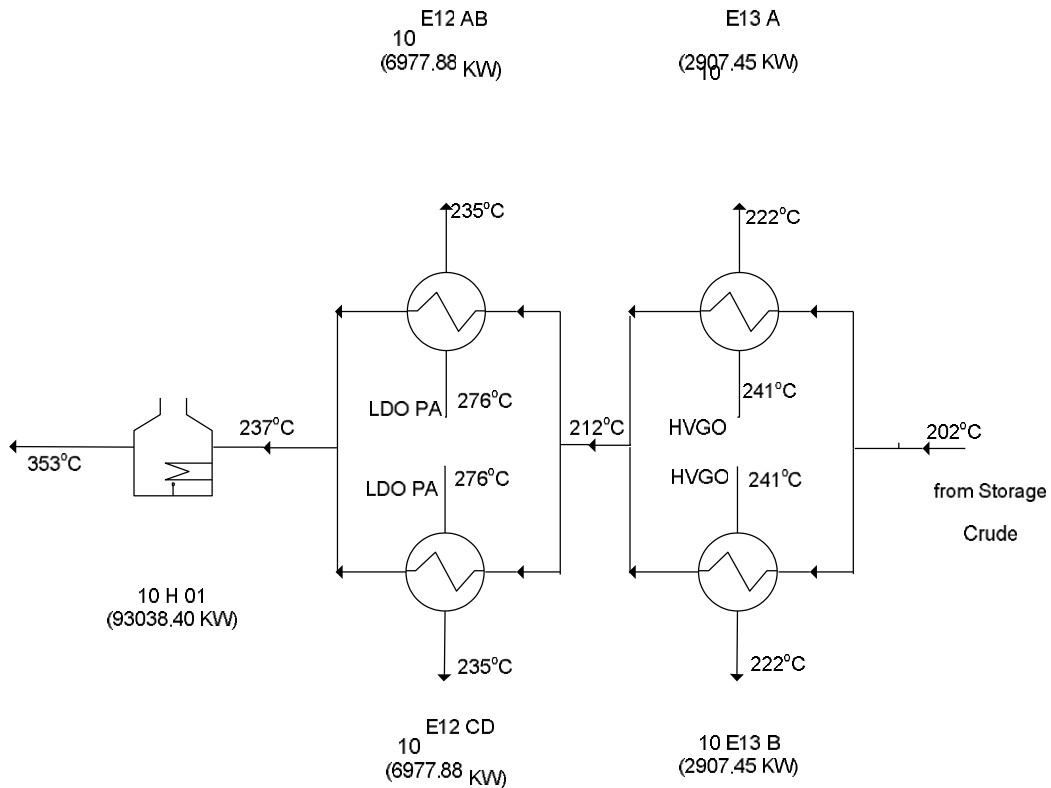 E12 AB
10
(6977.88 KW)
E13 A
(2907.45 KW)
10
235°C
222°C
LDO PA
276°C
241°C
HVGO
353°C
237°C
212°C
202°C
LDO PA
276°C
HVGO
241°C
from Storage
Crude
10 H 01
(93038.40 KW)
235°C
222°C
E12 CD
10
(6977.88 KW)
10 E13 B
(2907.45 KW)